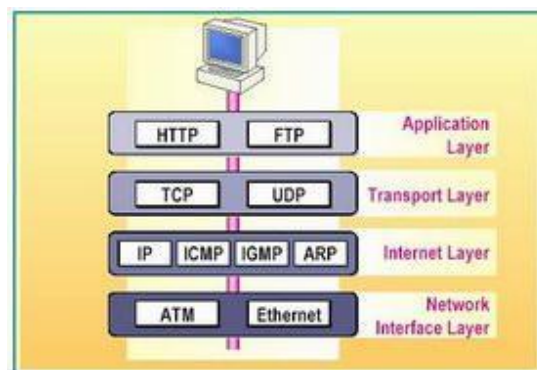 HTTP FTP
Application
Layer
TCP UDP
Transport Layer
IP ICMP IGMP ARP
Internet Layer
ATM Ethernet
Network
Interface Layer